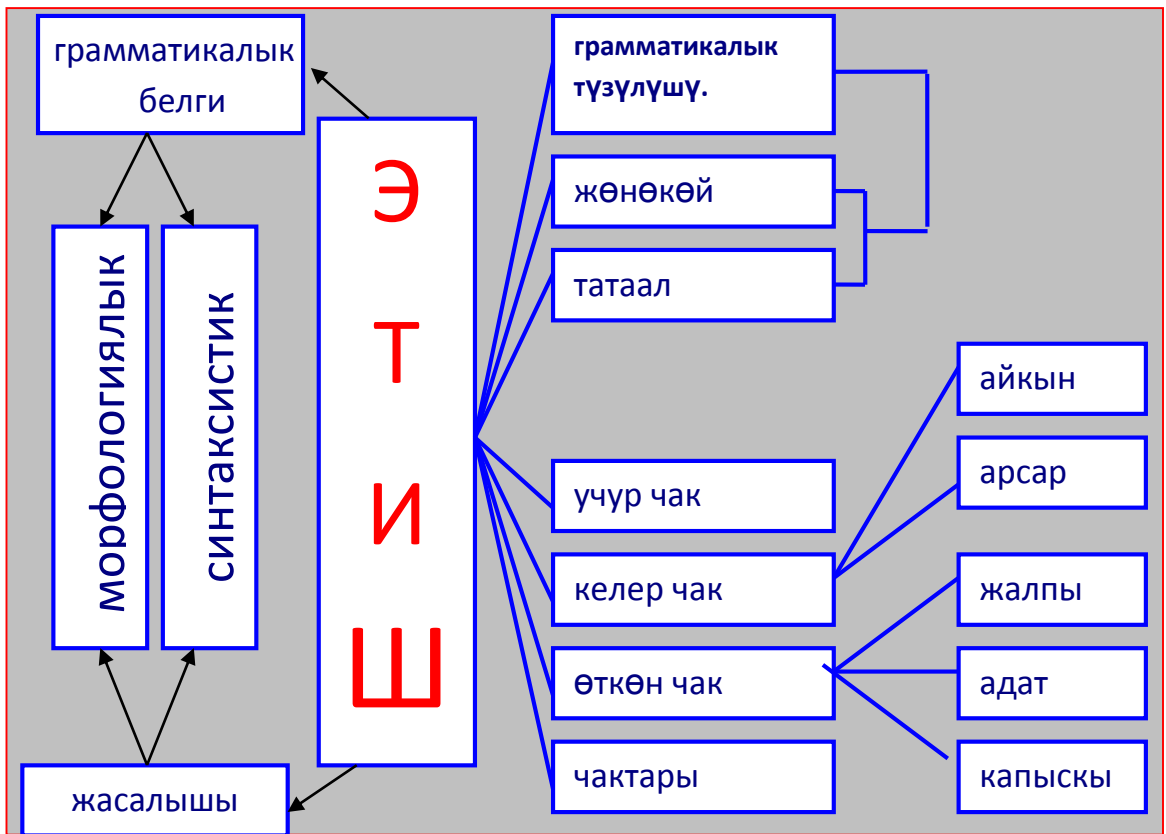 грамматикалык
белги
морфологиялык
синтаксистик
жасалышы
ЭТИШ
грамматикалык
түзүлүшү.
жөнөкөй
татаал
учур чак
келер чак
өткөн чак
чактары
айкын
арсар
жалпы
адат
капыскы